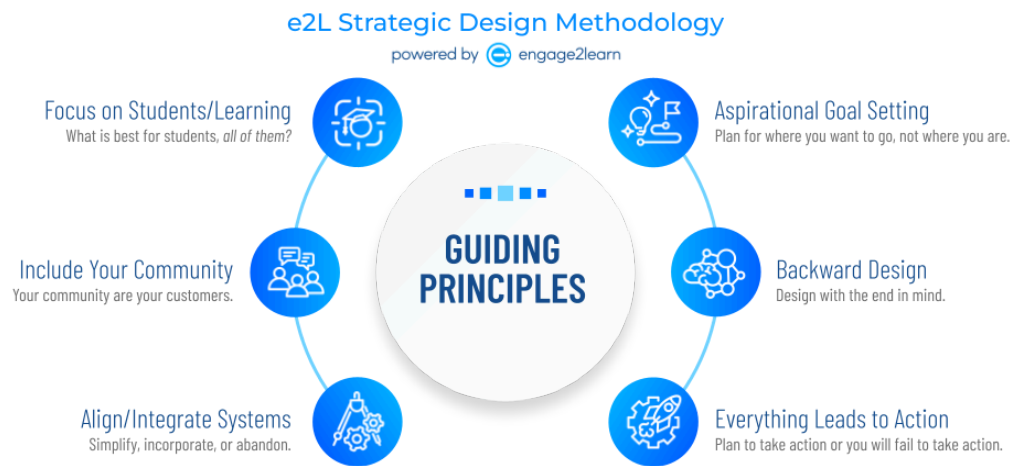 e2L Strategic Design Methodology
powered by engage2learn
Focus on Students/Learning
What is best for students, all of them?
Include Your Community
Your community are your customers.
Align/Integrate Systems
Simplify, incorporate, or abandon.
GUIDING
PRINCIPLES
Aspirational Goal Setting
Plan for where you want to go, not where you are.
Backward Design
Design with the end in mind.
Everything Leads to Action
Plan to take action or you will fail to take action.